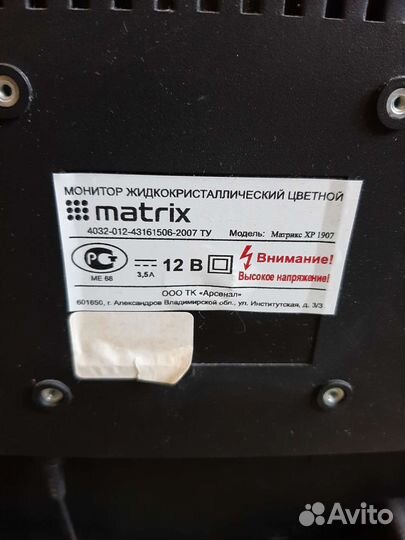 МОНИТОР ЖИДКОКРИСТАЛЛИЧЕСКИЙ ЦВЕТНОЙ
matrix
4032-012-43161506-2007 ТУ Модель: Матрикс XP 1907
РСТ
МЕ 68
3,5А
12 В
Внимание!
Высокое напряжение!
ООО ТК «Арсенал»
601650, г. Александров Владимирской обл., ул. Институтская, д. 3/3
Avito